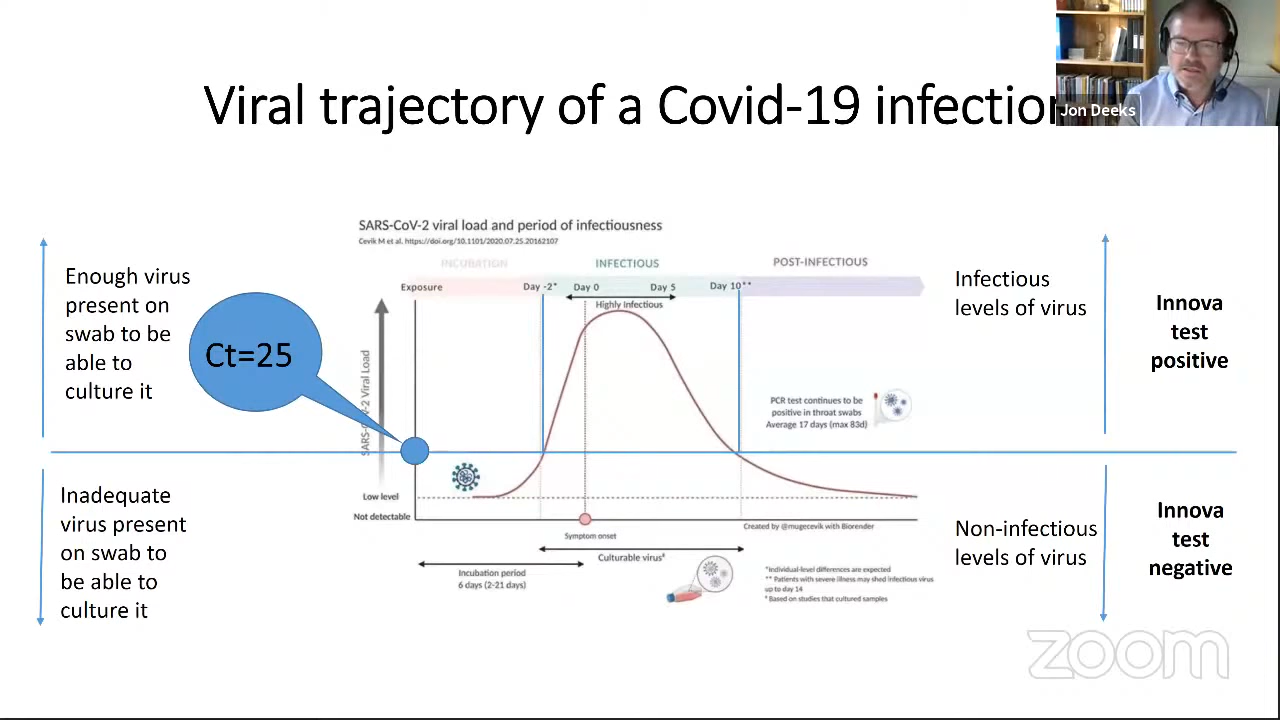 Viral trajectory of a Covid-19 infection
Jon Deeks
SARS-CoV-2 viral load and period of infectiousness
Cevik M et al, https://doi.org/10.1101/2020.07.25.20162107
INCUBATION
INFECTIOUS
POST-INFECTIOUS
Exposure
Day -2*
Day 0
Day 5
Day 10**
Highly Infectious
Enough virus
present on
swab to be
able to
culture it
Ct=25
SARS-CoV-2 Viral Load
Infectious
levels of virus
Innova
test
positive
PCR test continues to be
positive in throat swabs
Average 17 days (max 83d)
Inadequate
virus present
on swab to
be able to
culture it
Low level
Not detectable
Symptom onset
Created by @mugecevik with Biorender
Culturable virus#
Incubation period
6 days (2-21 days)
*Individual-level differences are expected
** Patients with severe illness may shed infectious virus
up to day 14
# Based on studies that cultured samples
Non-infectious
levels of virus
Innova
test
negative
zoom